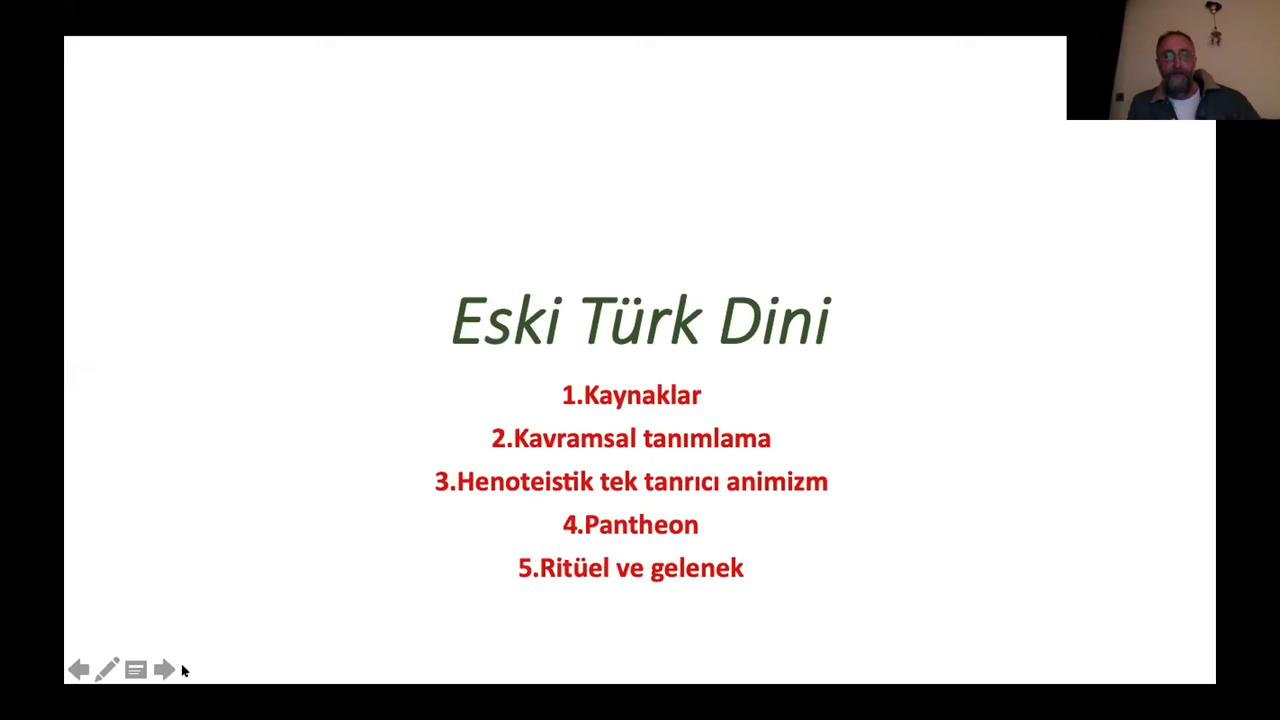 Eski Türk Dini
1.Kaynaklar
2.Kavramsal tanımlama
3.Henoteistik tek tanrıcı animizm
4.Pantheon
5.Ritüel ve gelenek